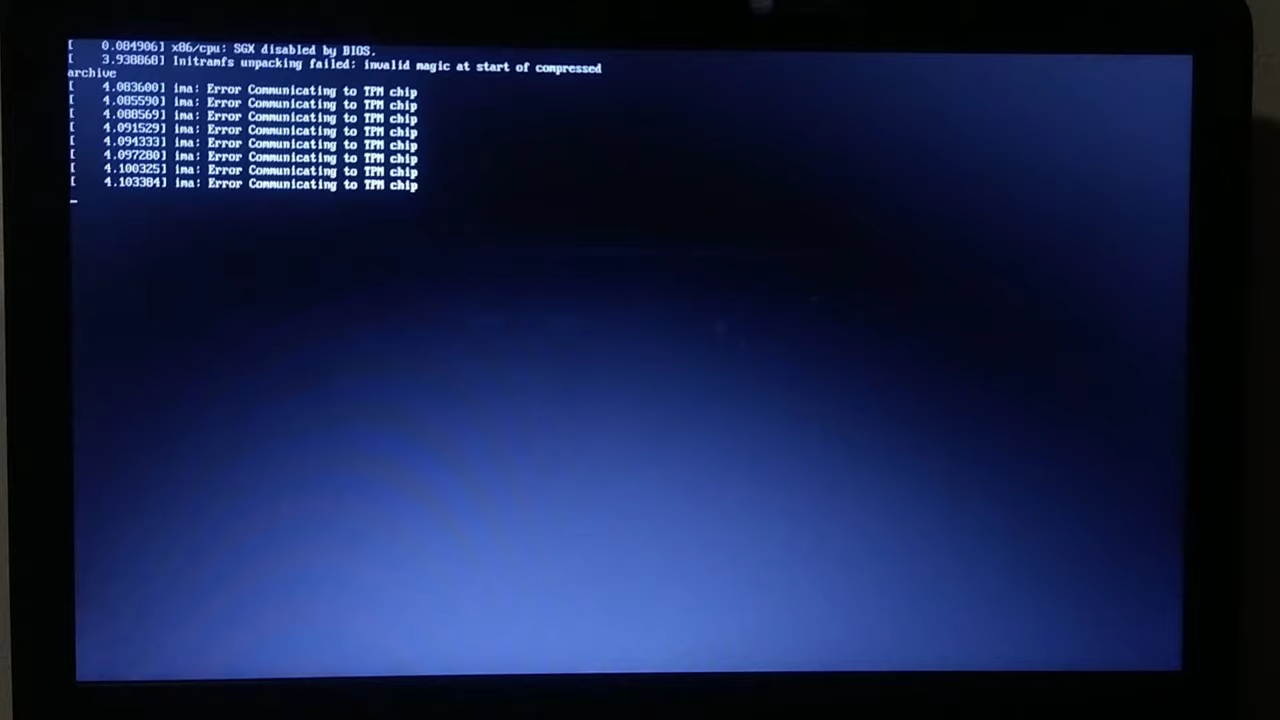 [    0.084906] x86/cpu: SGX disabled by BIOS.
[    3.938868] Initramfs unpacking failed: invalid magic at start of compressed
archive
[    4.083600] ima: Error Communicating to TPM chip
[    4.085590] ima: Error Communicating to TPM chip
[    4.088569] ima: Error Communicating to TPM chip
[    4.091529] ima: Error Communicating to TPM chip
[    4.094333] ima: Error Communicating to TPM chip
[    4.097280] ima: Error Communicating to TPM chip
[    4.100325] ima: Error Communicating to TPM chip
[    4.103384] ima: Error Communicating to TPM chip
_